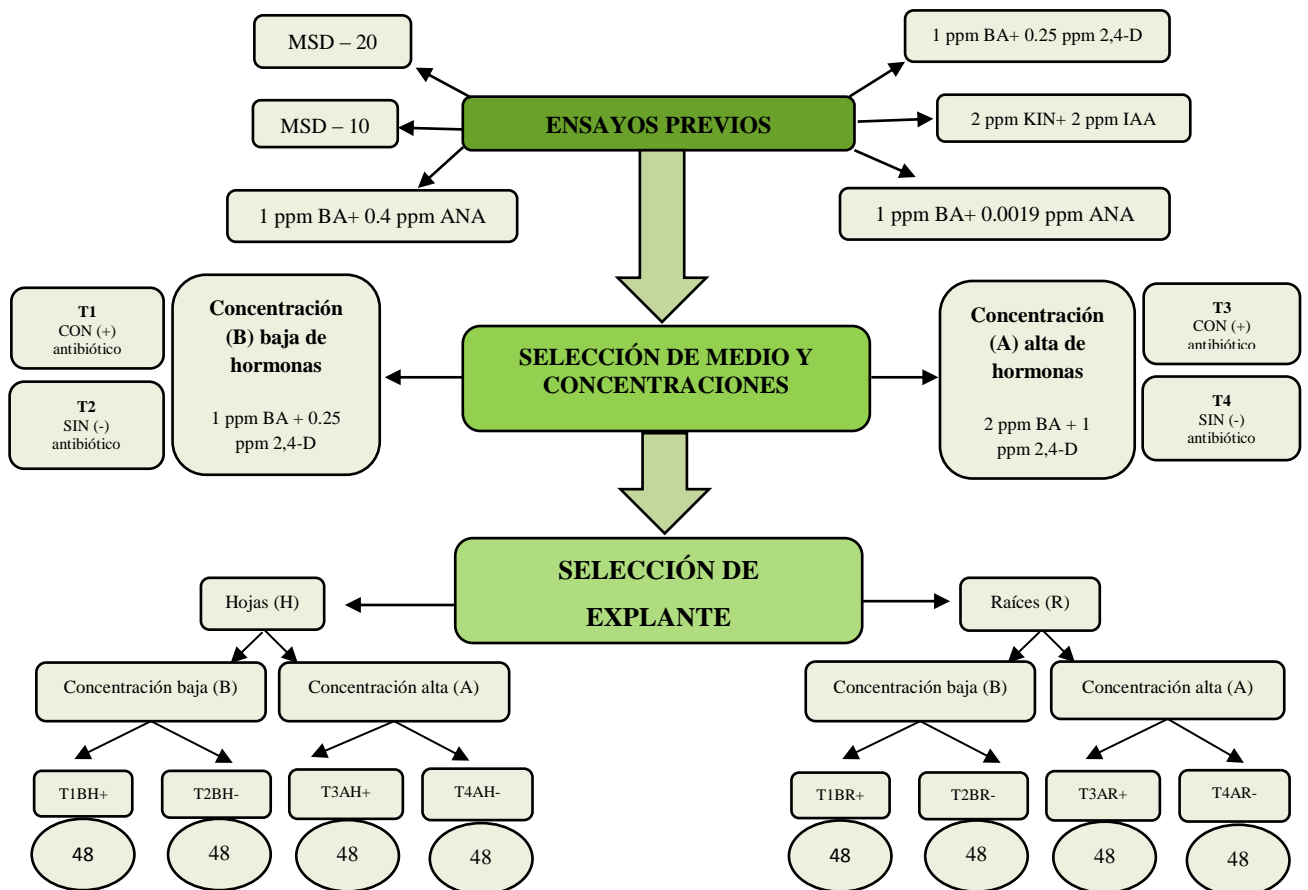 MSD – 20
1 ppm BA+ 0.25 ppm 2,4-D
MSD – 10
ENSAYOS PREVIOS
2 ppm KIN+ 2 ppm IAA
1 ppm BA+ 0.4 ppm ANA
1 ppm BA+ 0.0019 ppm ANA
T1
CON (+)
antibiótico
T2
SIN (-)
antibiótico
Concentración
(B) baja de
hormonas
1 ppm BA + 0.25
ppm 2,4-D
SELECCIÓN DE MEDIO Y
CONCENTRACIONES
Concentración
(A) alta de
hormonas
2 ppm BA + 1
ppm 2,4-D
T3
CON (+)
antibiótico
T4
SIN (-)
antibiótico
SELECCIÓN DE
EXPLANTE
Hojas (H)
Raíces (R)
Concentración baja (B)
Concentración alta (A)
Concentración baja (B)
Concentración alta (A)
T1BH+
T2BH-
T3AH+
T4AH-
T1BR+
T2BR-
T3AR+
T4AR-
48
48
48
48
48
48
48
48